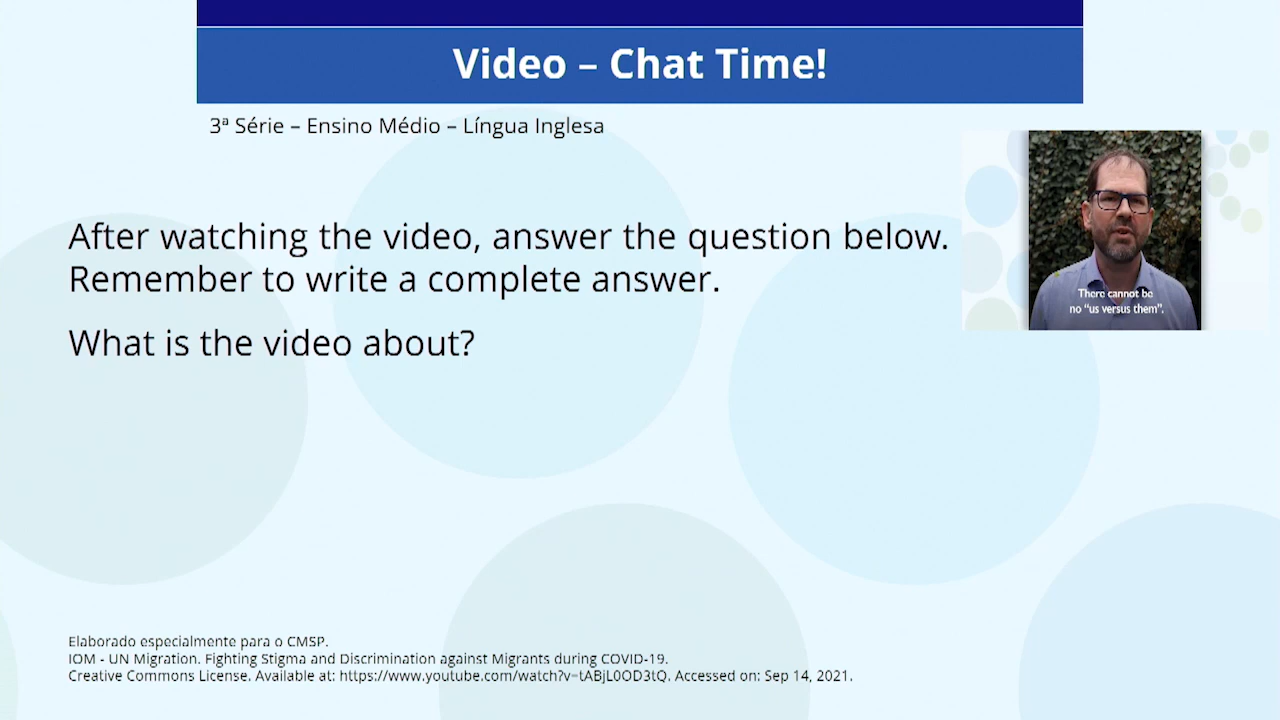 Video – Chat Time!
3ª Série – Ensino Médio – Língua Inglesa
After watching the video, answer the question below.
Remember to write a complete answer.
What is the video about?
There cannot be
no “us versus them”.
Elaborado especialmente para o CMSP.
IOM - UN Migration. Fighting Stigma and Discrimination against Migrants during COVID-19.
Creative Commons License. Available at: https://www.youtube.com/watch?v=tABjL0OD3tQ. Accessed on: Sep 14, 2021.